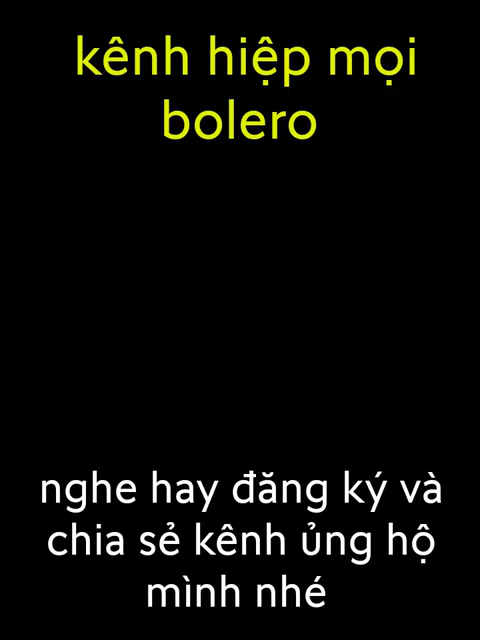 kênh hiệp mọi
bolero
nghe hay đăng ký và
chia sẻ kênh ủng hộ
mình nhé